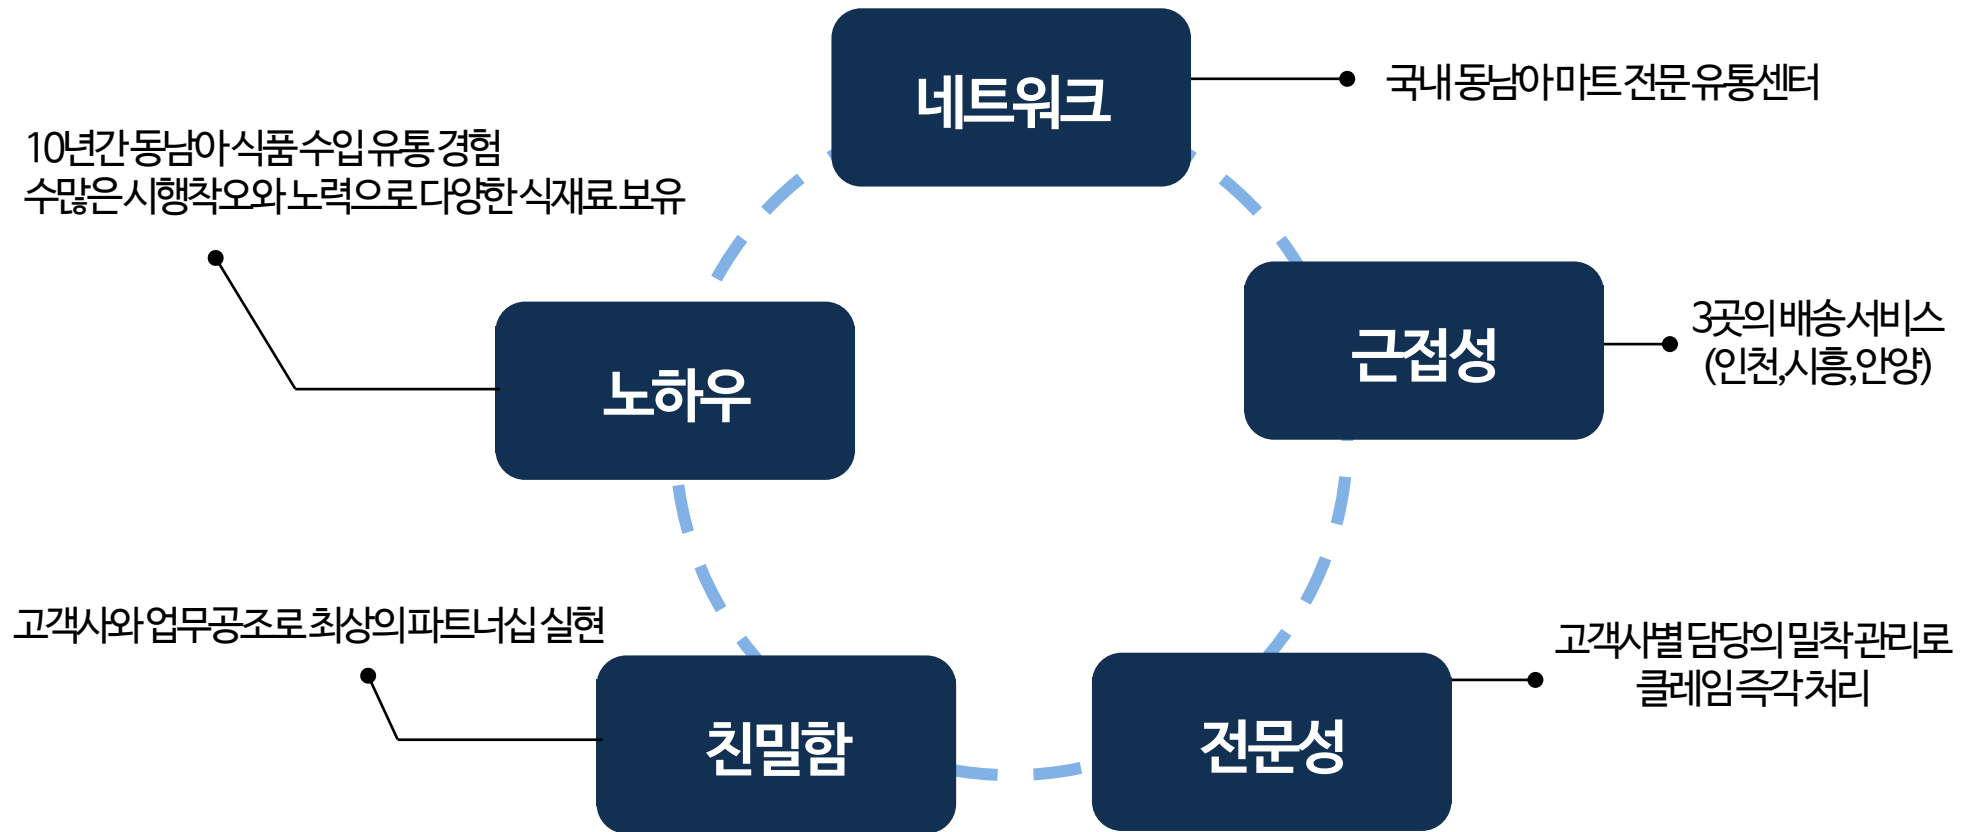 네트워크
국내 동남아 마트 전문 유통센터
10년간 동남아 식품 수입 유통 경험
수많은 시행착오와 노력으로 다양한 식재료 보유
근접성
3곳의 배송 서비스
(인천,시흥,안양)
노하우
고객사와 업무공조로 최상의 파트너십 실현
고객사별 담당의 밀착 관리로
클레임 즉각 처리
친밀함
전문성